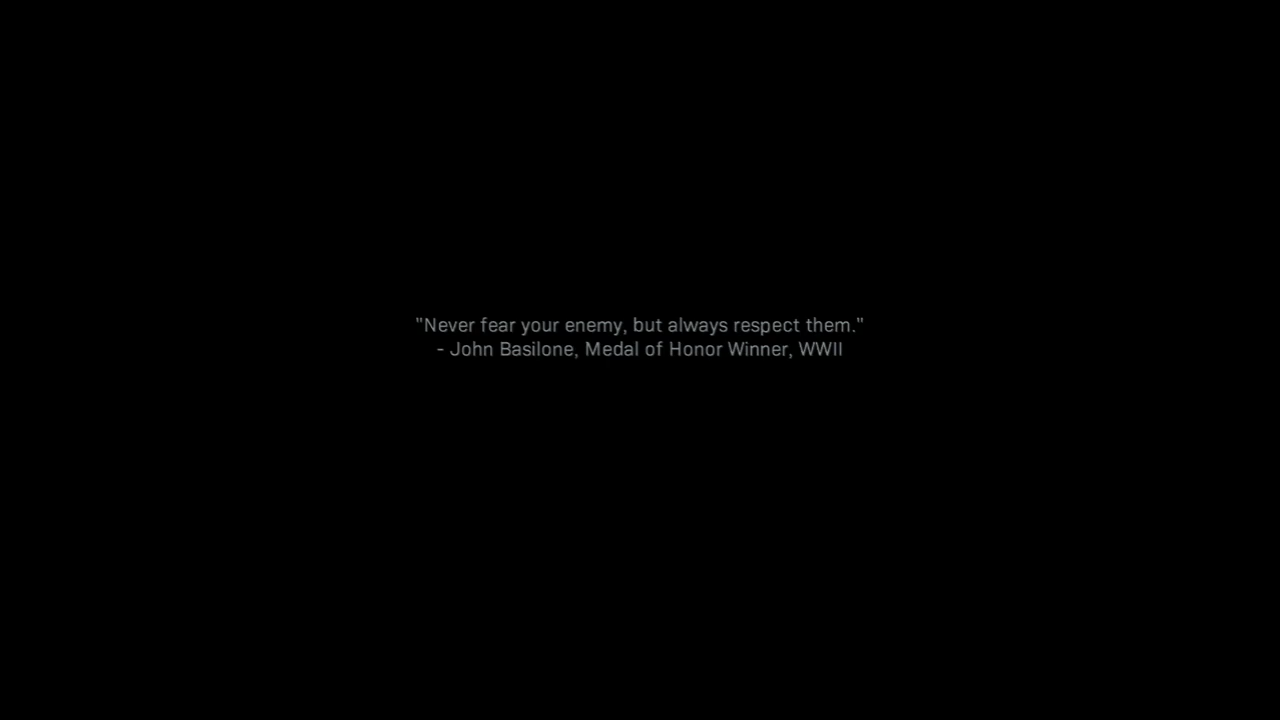 "Never fear your enemy, but always respect them."
- John Basilone, Medal of Honor Winner, WWII